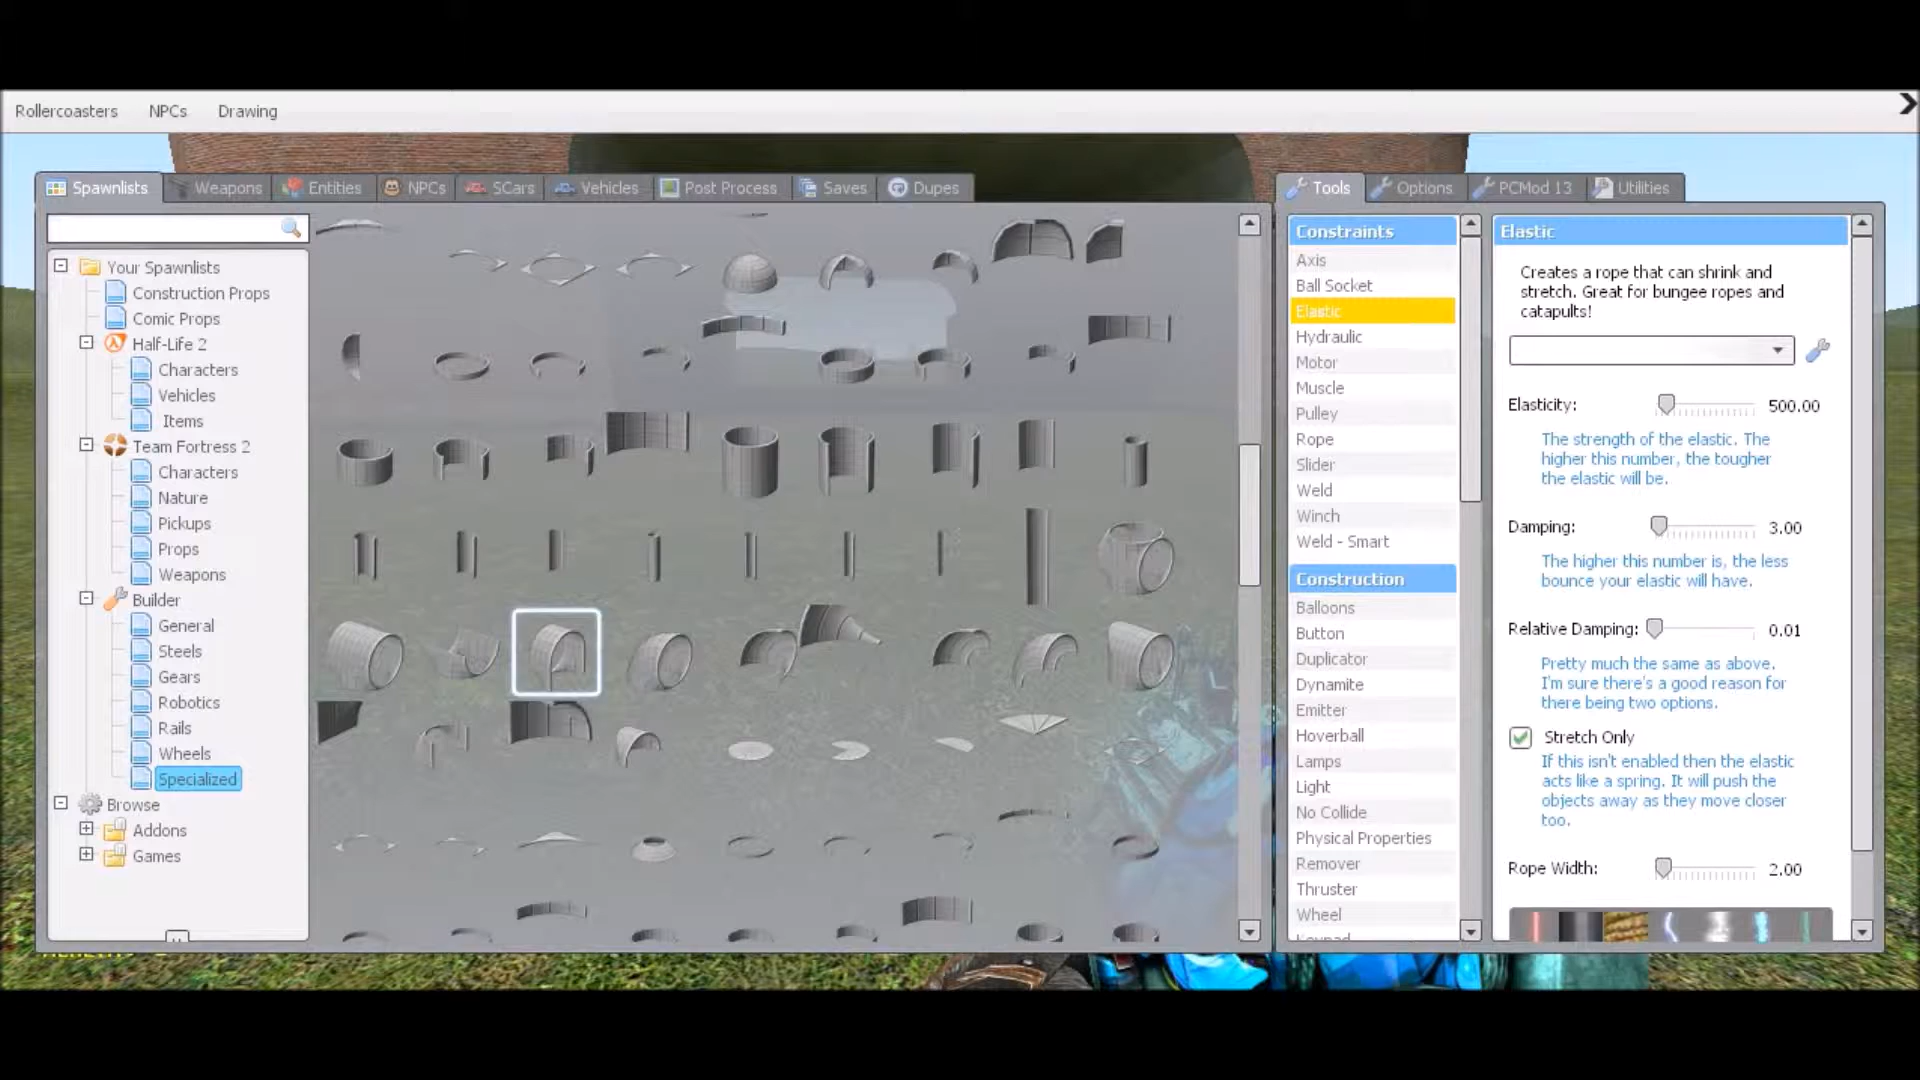 Rollercoasters NPCs Drawing
Spawnlists Weapons Entities NPCs SCars Vehicles Post Process Saves Dupes
Your Spawnlists
Construction Props
Comic Props
Half-Life 2
Characters
Vehicles
Items
Team Fortress 2
Characters
Nature
Pickups
Props
Weapons
Builder
General
Steels
Gears
Robotics
Rails
Wheels
Specialized
Browse
Addons
Games
Tools Options PCMod 13 Utilities
Constraints
Axis
Ball Socket
Elastic
Hydraulic
Motor
Muscle
Pulley
Rope
Slider
Weld
Winch
Weld - Smart
Construction
Balloons
Button
Duplicator
Dynamite
Emitter
Hoverball
Lamps
Light
No Collide
Physical Properties
Remover
Thruster
Wheel
Elastic
Creates a rope that can shrink and
stretch. Great for bungee ropes and
catapults!
Elasticity: 500.00
The strength of the elastic. The
higher this number, the tougher
the elastic will be.
Damping: 3.00
The higher this number is, the less
bounce your elastic will have.
Relative Damping: 0.01
Pretty much the same as above.
I'm sure there's a good reason for
there being two options.
Stretch Only
If this isn't enabled then the elastic
acts like a spring. It will push the
objects away as they move closer
too.
Rope Width: 2.00